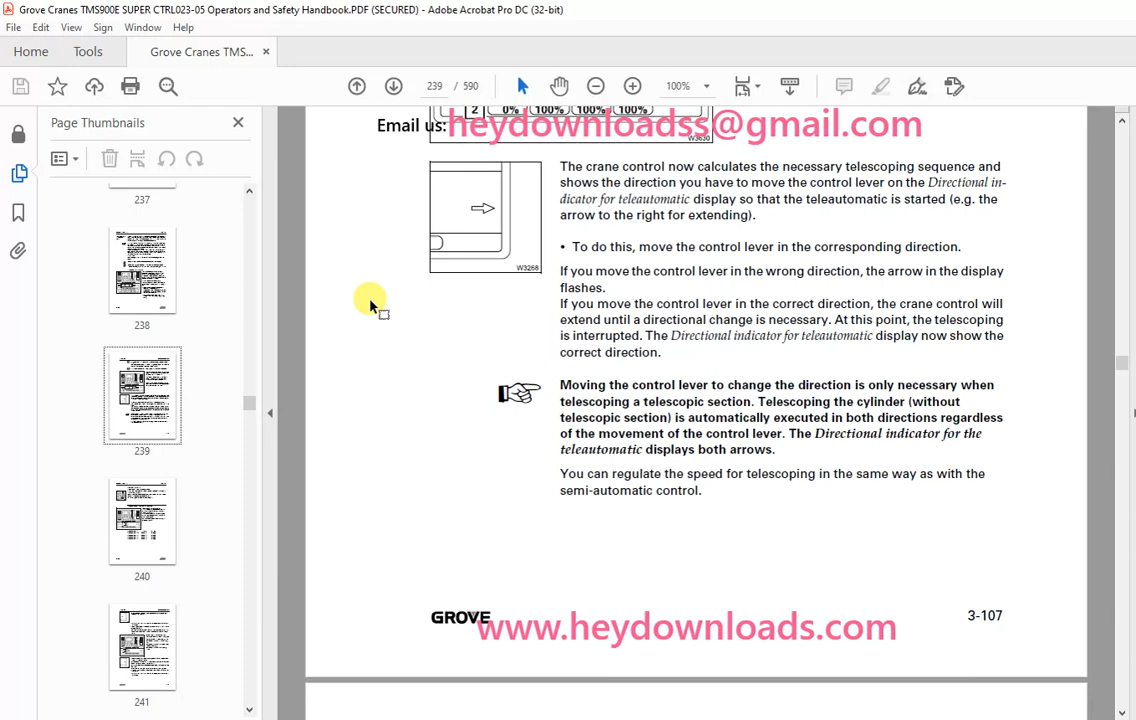 Grove Cranes TMS900E SUPER CTRL023-05 Operators and Safety Handbook.PDF (SECURED) - Adobe Acrobat Pro DC (32-bit)
File Edit View Sign Window Help
Home Tools Grove Cranes TMS... ×
239 / 590 100%
Page Thumbnails
237
238
239
240
241
2 0% 100% 100% 100%
W3630
Email us:heydownloadss@gmail.com
W3268
The crane control now calculates the necessary telescoping sequence and
shows the direction you have to move the control lever on the Directional in-
dicator for teleautomatic display so that the teleautomatic is started (e.g. the
arrow to the right for extending).
• To do this, move the control lever in the corresponding direction.
If you move the control lever in the wrong direction, the arrow in the display
flashes.
If you move the control lever in the correct direction, the crane control will
extend until a directional change is necessary. At this point, the telescoping
is interrupted. The Directional indicator for teleautomatic display now show the
correct direction.
Moving the control lever to change the direction is only necessary when
telescoping a telescopic section. Telescoping the cylinder (without
telescopic section) is automatically executed in both directions regardless
of the movement of the control lever. The Directional indicator for the
teleautomatic displays both arrows.
You can regulate the speed for telescoping in the same way as with the
semi-automatic control.
GROVE
www.heydownloads.com
3-107